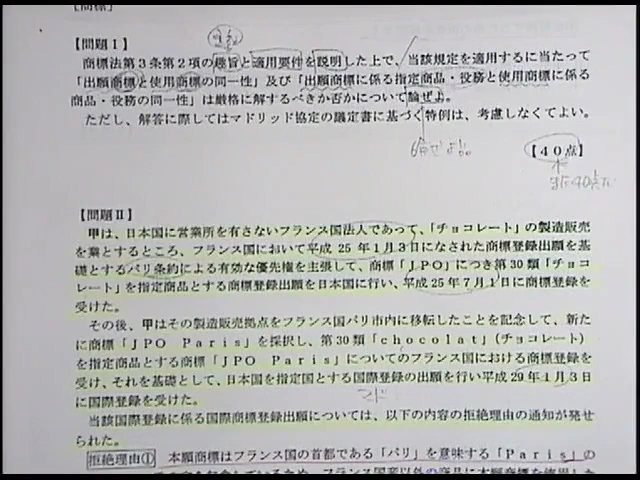 [商標]
【問題Ⅰ】
商標法第3条第2項の趣旨と適用要件を説明した上で、当該規定を適用するに当たって
「出願商標と使用商標の同一性」及び「出願商標に係る指定商品・役務と使用商標に係る
商品・役務の同一性」は厳格に解するべきか否かについて論ぜよ。
ただし、解答に際してはマドリッド協定の議定書に基づく特例は、考慮しなくてよい。
論ぜよ。
【40点】
【問題Ⅱ】
甲は、日本国に営業所を有さないフランス国法人であって、「チョコレート」の製造販売
を業とするところ、フランス国において平成25年1月3日になされた商標登録出願を基
礎とするパリ条約による有効な優先権を主張して、商標「JPO」につき第30類「チョコ
レート」を指定商品とする商標登録出願を日本国に行い、平成25年7月1日に商標登録を
受けた。
その後、甲はその製造販売拠点をフランス国パリ市内に移転したことを記念して、新た
に商標「JPO Paris」を採択し、第30類「chocolat」(チョコレート)
を指定商品とする商標「JPO Paris」についてのフランス国における商標登録を
受け、それを基礎として、日本国を指定国とする国際登録の出願を行い平成29年1月3日
に国際登録を受けた。
マド
当該国際登録に係る国際商標登録出願については、以下の内容の拒絶理由の通知が発せ
られた。
拒絶理由① 本願商標はフランス国の首都である「パリ」を意味する「Paris」の